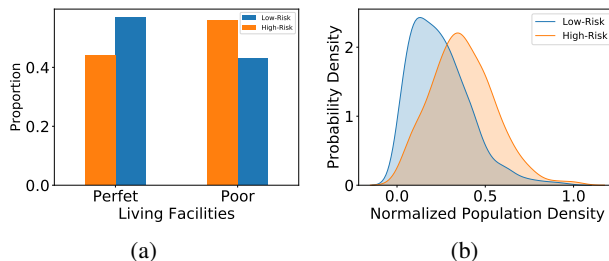 Low-Risk
High-Risk
Proportion
0.4
0.2
0.0
Perfet
Poor
Living Facilities
(a)
Low-Risk
High-Risk
Probability Density
2
1
0
0.0
0.5
1.0
Normalized Population Density
(b)